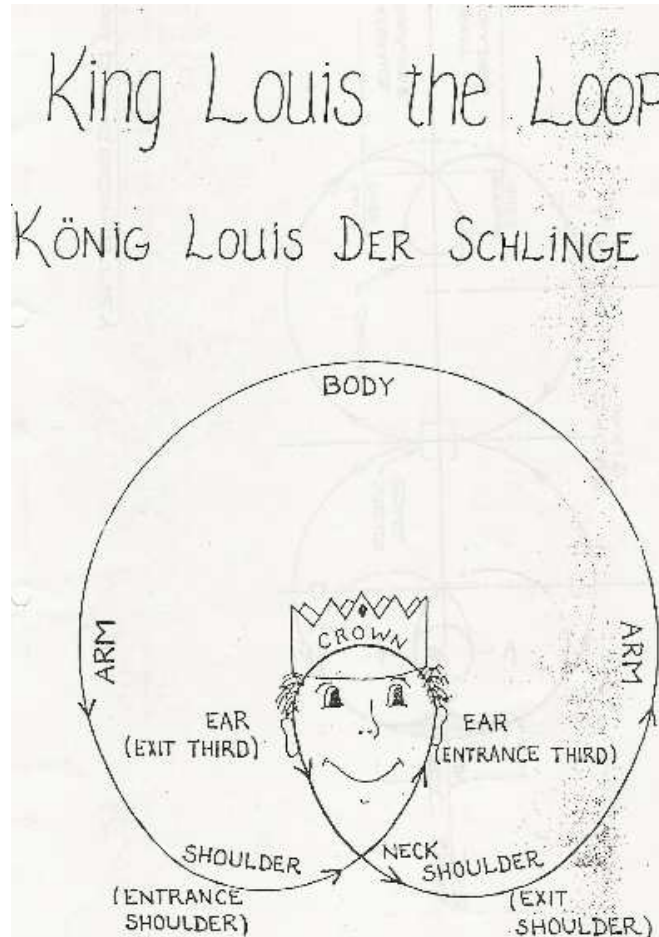 King Louis the LOOP
KÖNIG LOUIS DER SCHLINGE
BODY
CROWN
ARM
ARM
EAR
(EXIT THIRD)
EAR
(ENTRANCE THIRD)
SHOULDER
NECK
SHOULDER
(ENTRANCE
SHOULDER)
(EXIT
SHOULDER)